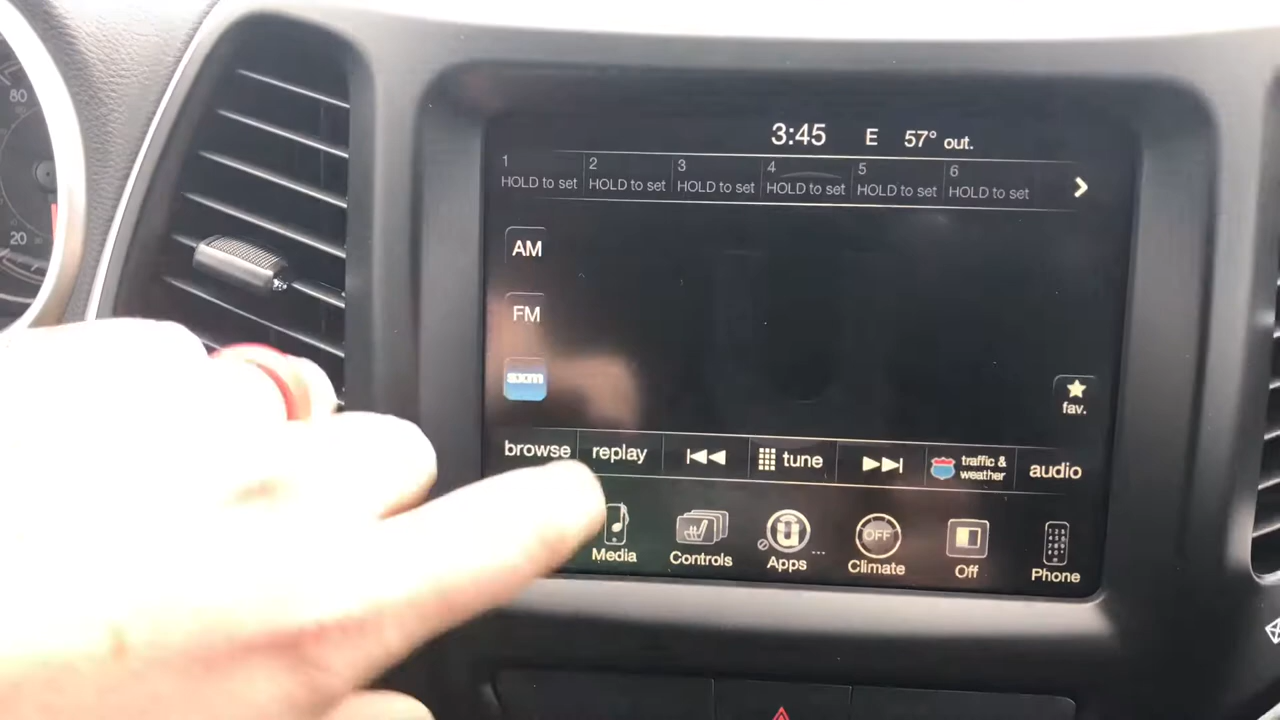 80
20
3:45 E 57° out.
1 2 3 4 5 6
HOLD to set HOLD to set HOLD to set HOLD to set HOLD to set HOLD to set
AM
FM
sxm
fav.
browse replay tune traffic & weather audio
OFF
Media Controls Apps ... Climate Off Phone